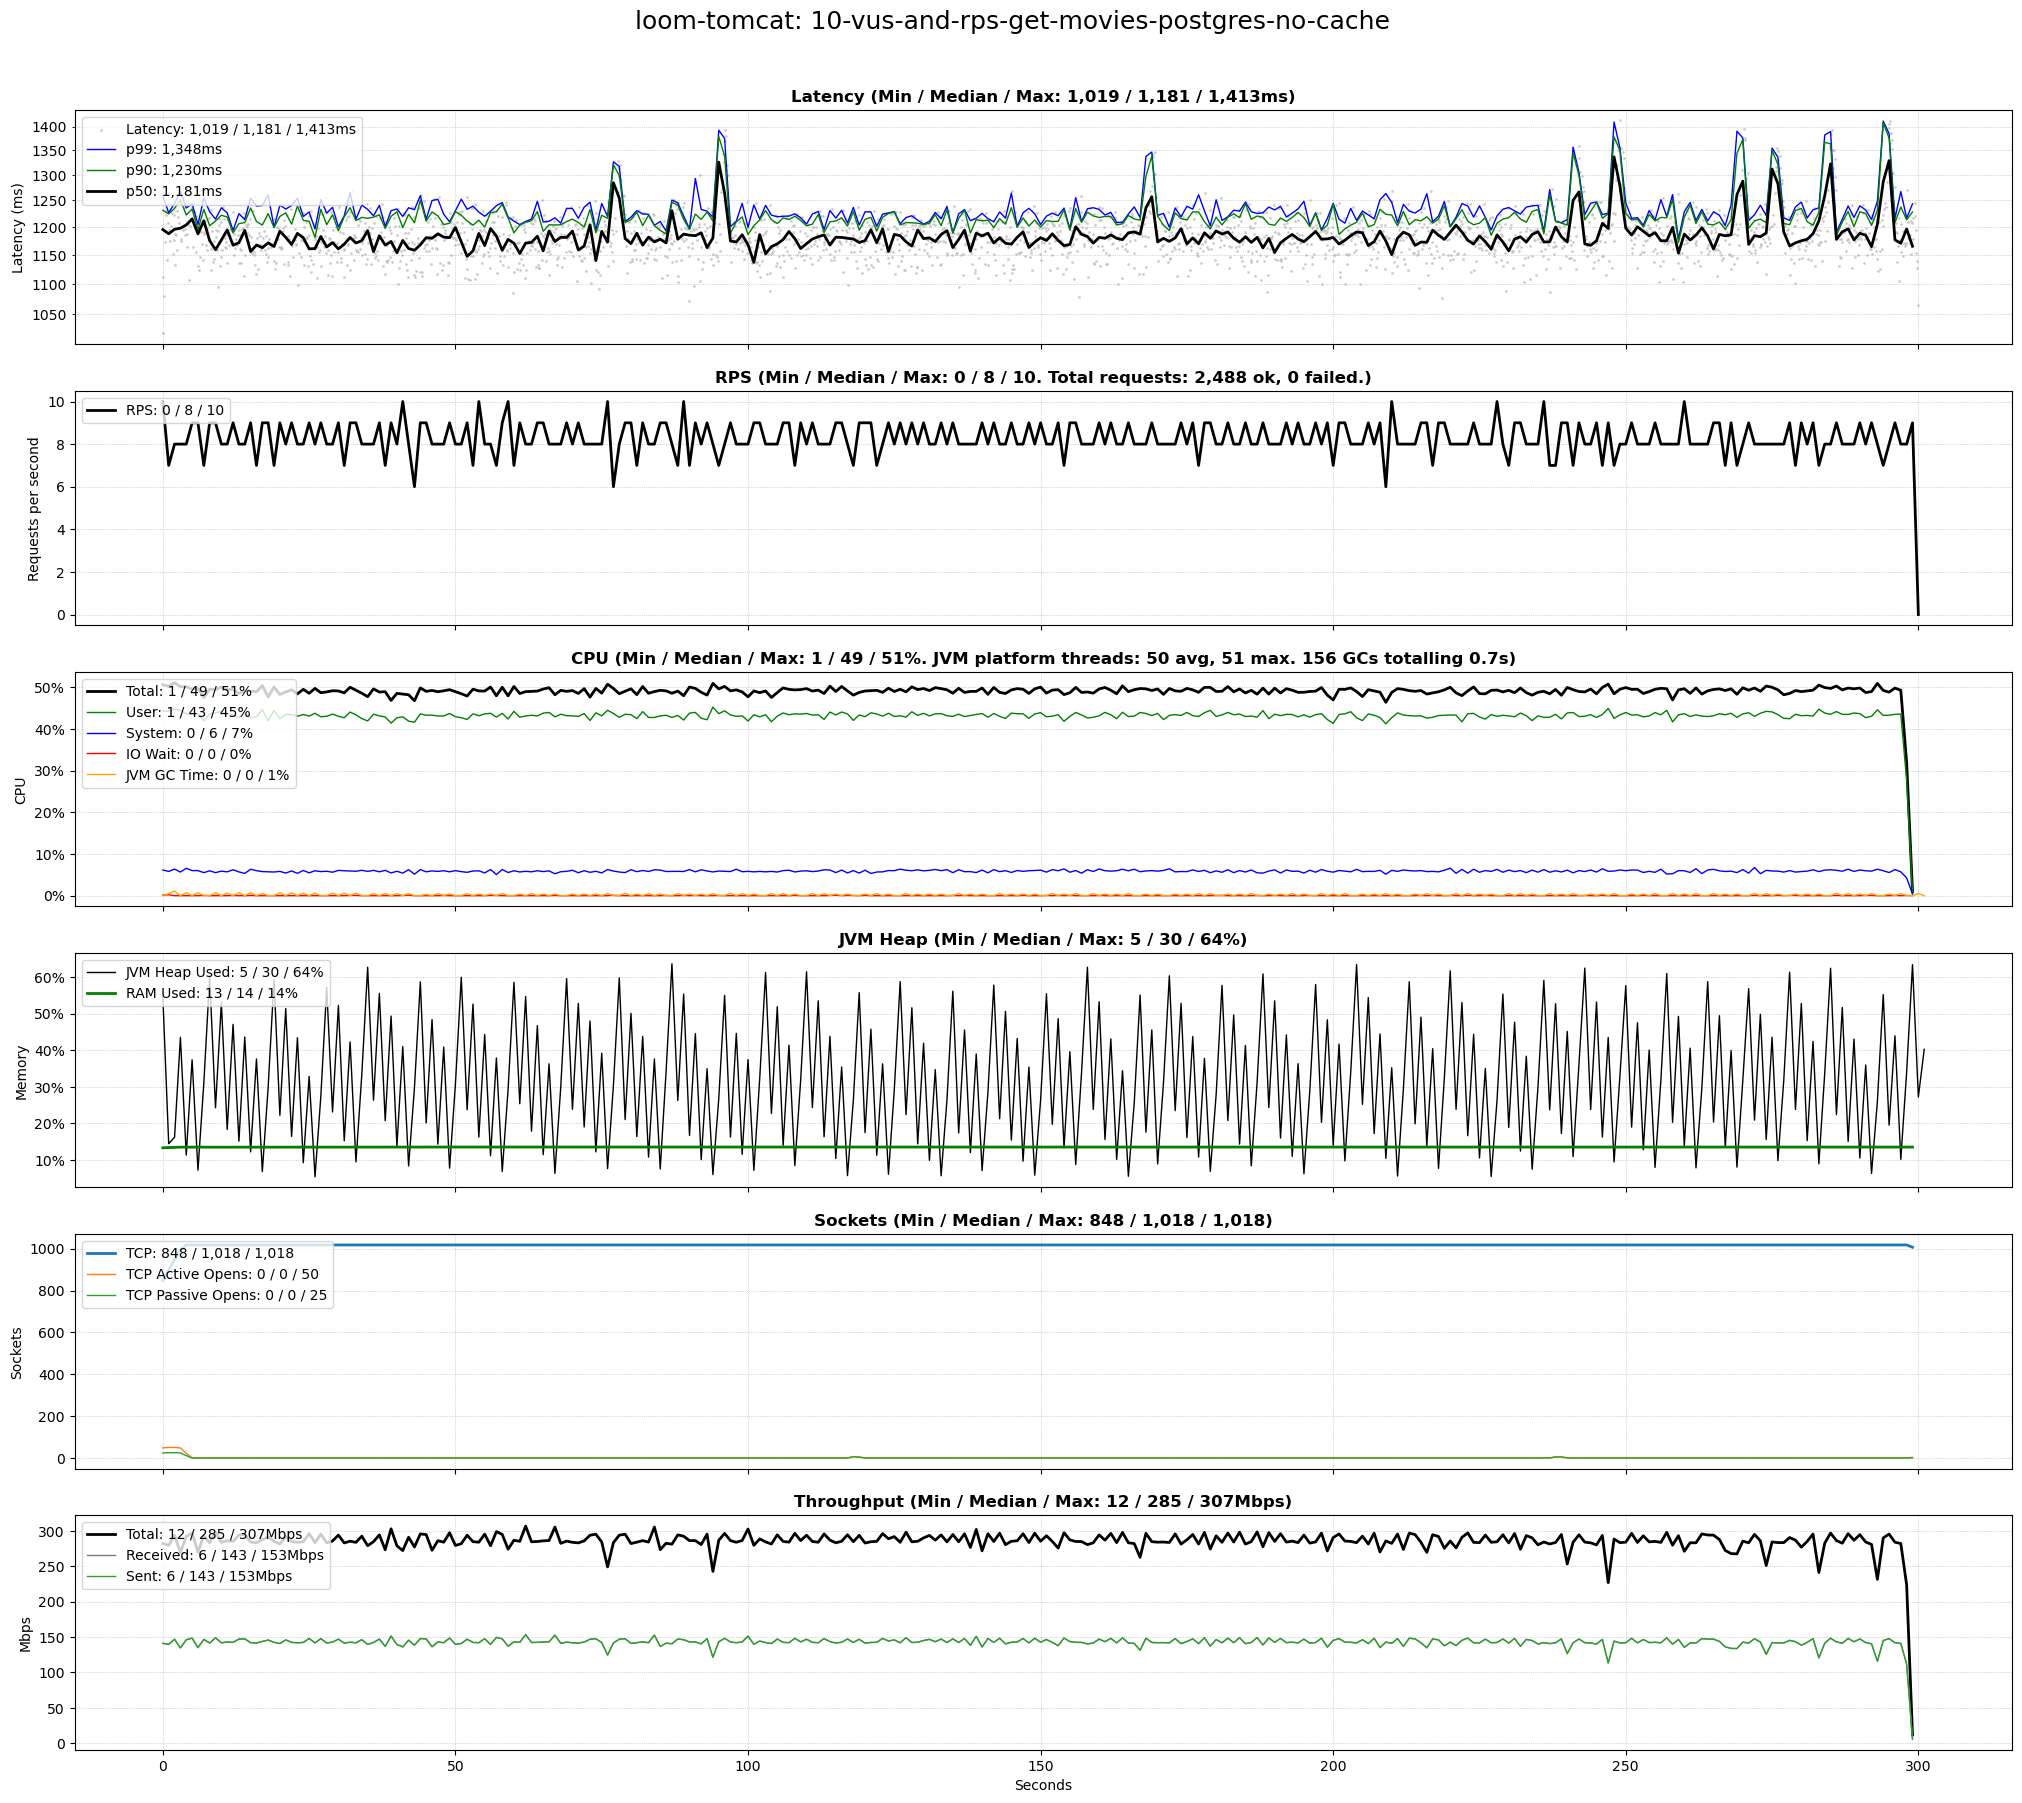 loom-tomcat: 10-vus-and-rps-get-movies-postgres-no-cache
Latency (Min / Median / Max: 1,019 / 1,181 / 1,413ms)
Latency: 1,019 / 1,181 / 1,413ms
p99: 1,348ms
p90: 1,230ms
p50: 1,181ms
Latency (ms)
1400
1350
1300
1250
1200
1150
1100
1050
RPS (Min / Median / Max: 0 / 8 / 10. Total requests: 2,488 ok, 0 failed.)
RPS: 0 / 8 / 10
Requests per second
10
8
6
4
2
0
CPU (Min / Median / Max: 1 / 49 / 51%. JVM platform threads: 50 avg, 51 max. 156 GCs totalling 0.7s)
Total: 1 / 49 / 51%
User: 1 / 43 / 45%
System: 0 / 6 / 7%
IO Wait: 0 / 0 / 0%
JVM GC Time: 0 / 0 / 1%
CPU
50%
40%
30%
20%
10%
0%
JVM Heap (Min / Median / Max: 5 / 30 / 64%)
JVM Heap Used: 5 / 30 / 64%
RAM Used: 13 / 14 / 14%
Memory
60%
50%
40%
30%
20%
10%
Sockets (Min / Median / Max: 848 / 1,018 / 1,018)
TCP: 848 / 1,018 / 1,018
TCP Active Opens: 0 / 0 / 50
TCP Passive Opens: 0 / 0 / 25
Sockets
1000
800
600
400
200
0
Throughput (Min / Median / Max: 12 / 285 / 307Mbps)
Total: 12 / 285 / 307Mbps
Received: 6 / 143 / 153Mbps
Sent: 6 / 143 / 153Mbps
Mbps
300
250
200
150
100
50
0
0 50 100 150 200 250 300
Seconds